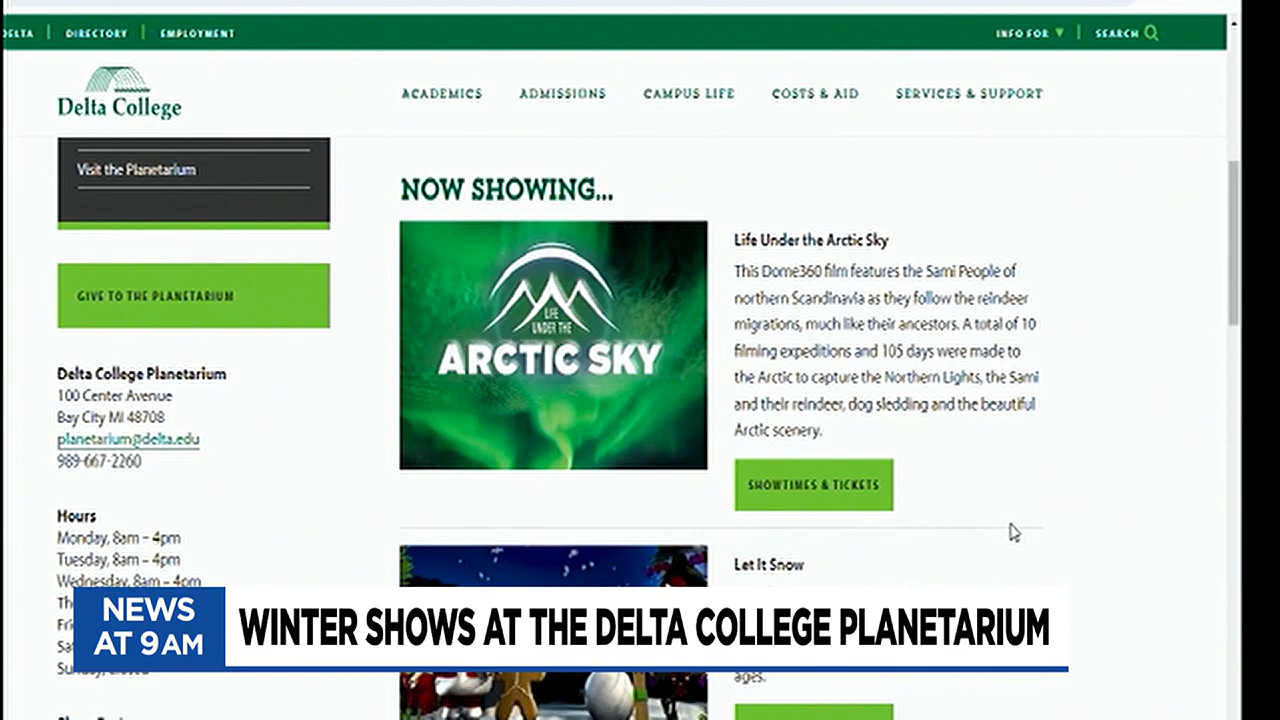 DELTA | DIRECTORY | EMPLOYMENT
INFO FOR ▼ | SEARCH
Delta College
ACADEMICS ADMISSIONS CAMPUS LIFE COSTS & AID SERVICES & SUPPORT
Visit the Planetarium
GIVE TO THE PLANETARIUM
Delta College Planetarium
100 Center Avenue
Bay City MI 48708
planetarium@delta.edu
989-667-2260
Hours
Monday, 8am – 4pm
Tuesday, 8am – 4pm
Wednesday, 8am – 4pm
NOW SHOWING...
LIFE
UNDER THE
ARCTIC SKY
Life Under the Arctic Sky
This Dome360 film features the Sami People of
northern Scandinavia as they follow the reindeer
migrations, much like their ancestors. A total of 10
filming expeditions and 105 days were made to
the Arctic to capture the Northern Lights, the Sami
and their reindeer, dog sledding and the beautiful
Arctic scenery.
SHOWTIMES & TICKETS
Let It Snow
ages.
NEWS
AT 9 AM
WINTER SHOWS AT THE DELTA COLLEGE PLANETARIUM